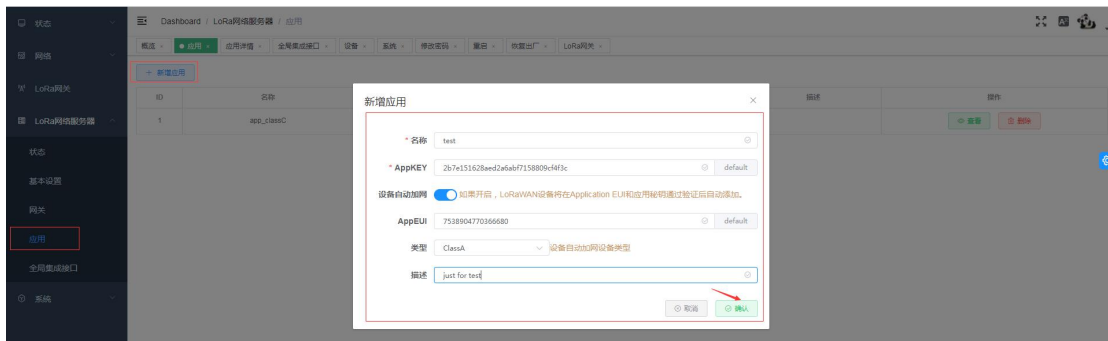 状态
网络
LoRa网关
LoRa网络服务器
状态
基本设置
网关
应用
全局集成接口
系统
Dashboard / LoRa网络服务器 / 应用
概览 × 应用 × 应用详情 × 全局集成接口 × 设备 × 系统 × 修改密码 × 重启 × 恢复出厂 × LoRa网关 ×
+ 新增应用
ID 名称 描述 操作
1 app_classC 查看 删除
新增应用 ×
* 名称 test
* AppKEY 2b7e151628aed2a6abf7158809cf4f3c default
设备自动加网 如果开启，LoRaWAN设备将在Application EUI和应用秘钥通过验证后自动添加。
AppEUI 7538904770366680 default
类型 ClassA 设备自动加网设备类型
描述 just for test
取消 确认